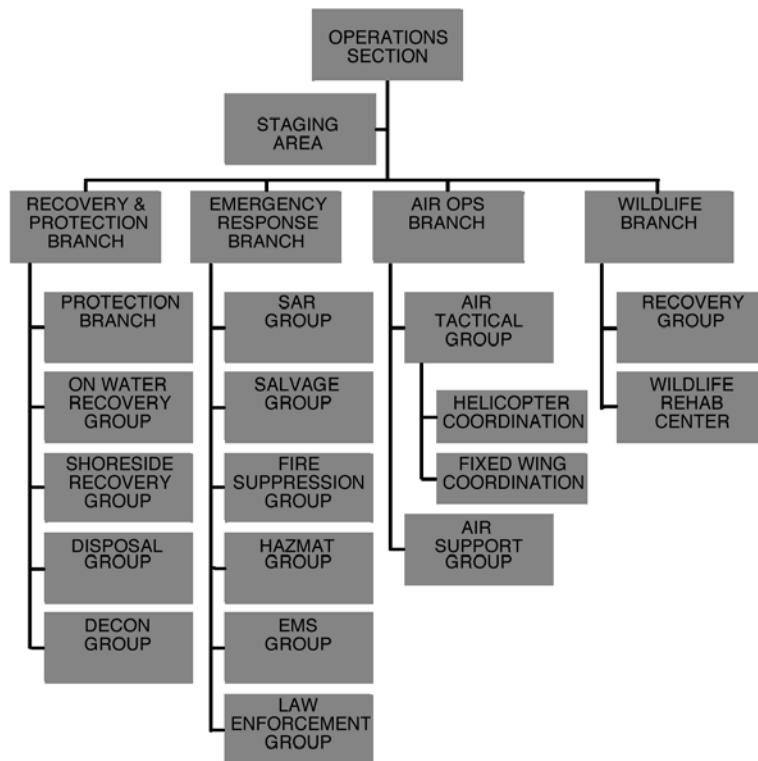 OPERATIONS
SECTION
STAGING
AREA
RECOVERY &
PROTECTION
BRANCH
EMERGENCY
RESPONSE
BRANCH
AIR OPS
BRANCH
WILDLIFE
BRANCH
PROTECTION
BRANCH
ON WATER
RECOVERY
GROUP
SHORESIDE
RECOVERY
GROUP
DISPOSAL
GROUP
DECON
GROUP
SAR
GROUP
SALVAGE
GROUP
FIRE
SUPPRESSION
GROUP
HAZMAT
GROUP
EMS
GROUP
LAW
ENFORCEMENT
GROUP
AIR
TACTICAL
GROUP
HELICOPTER
COORDINATION
FIXED WING
COORDINATION
AIR
SUPPORT
GROUP
RECOVERY
GROUP
WILDLIFE
REHAB
CENTER